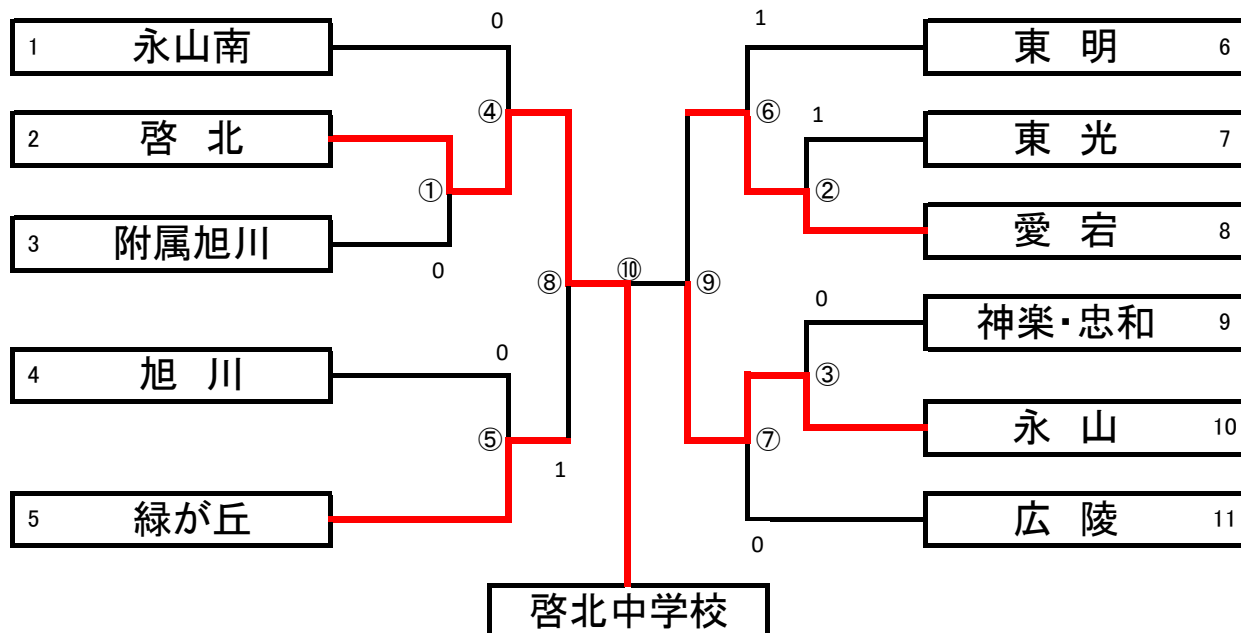 0
1
1 永山南
東 明 6
④
⑥
1
2 啓 北
東 光 7
①
②
3 附属旭川
愛 宕 8
0
⑧
⑩
⑨
0
神楽・忠和 9
0
4 旭 川
③
⑤
⑦
永 山 10
1
5 緑が丘
広 陵 11
0
啓北中学校